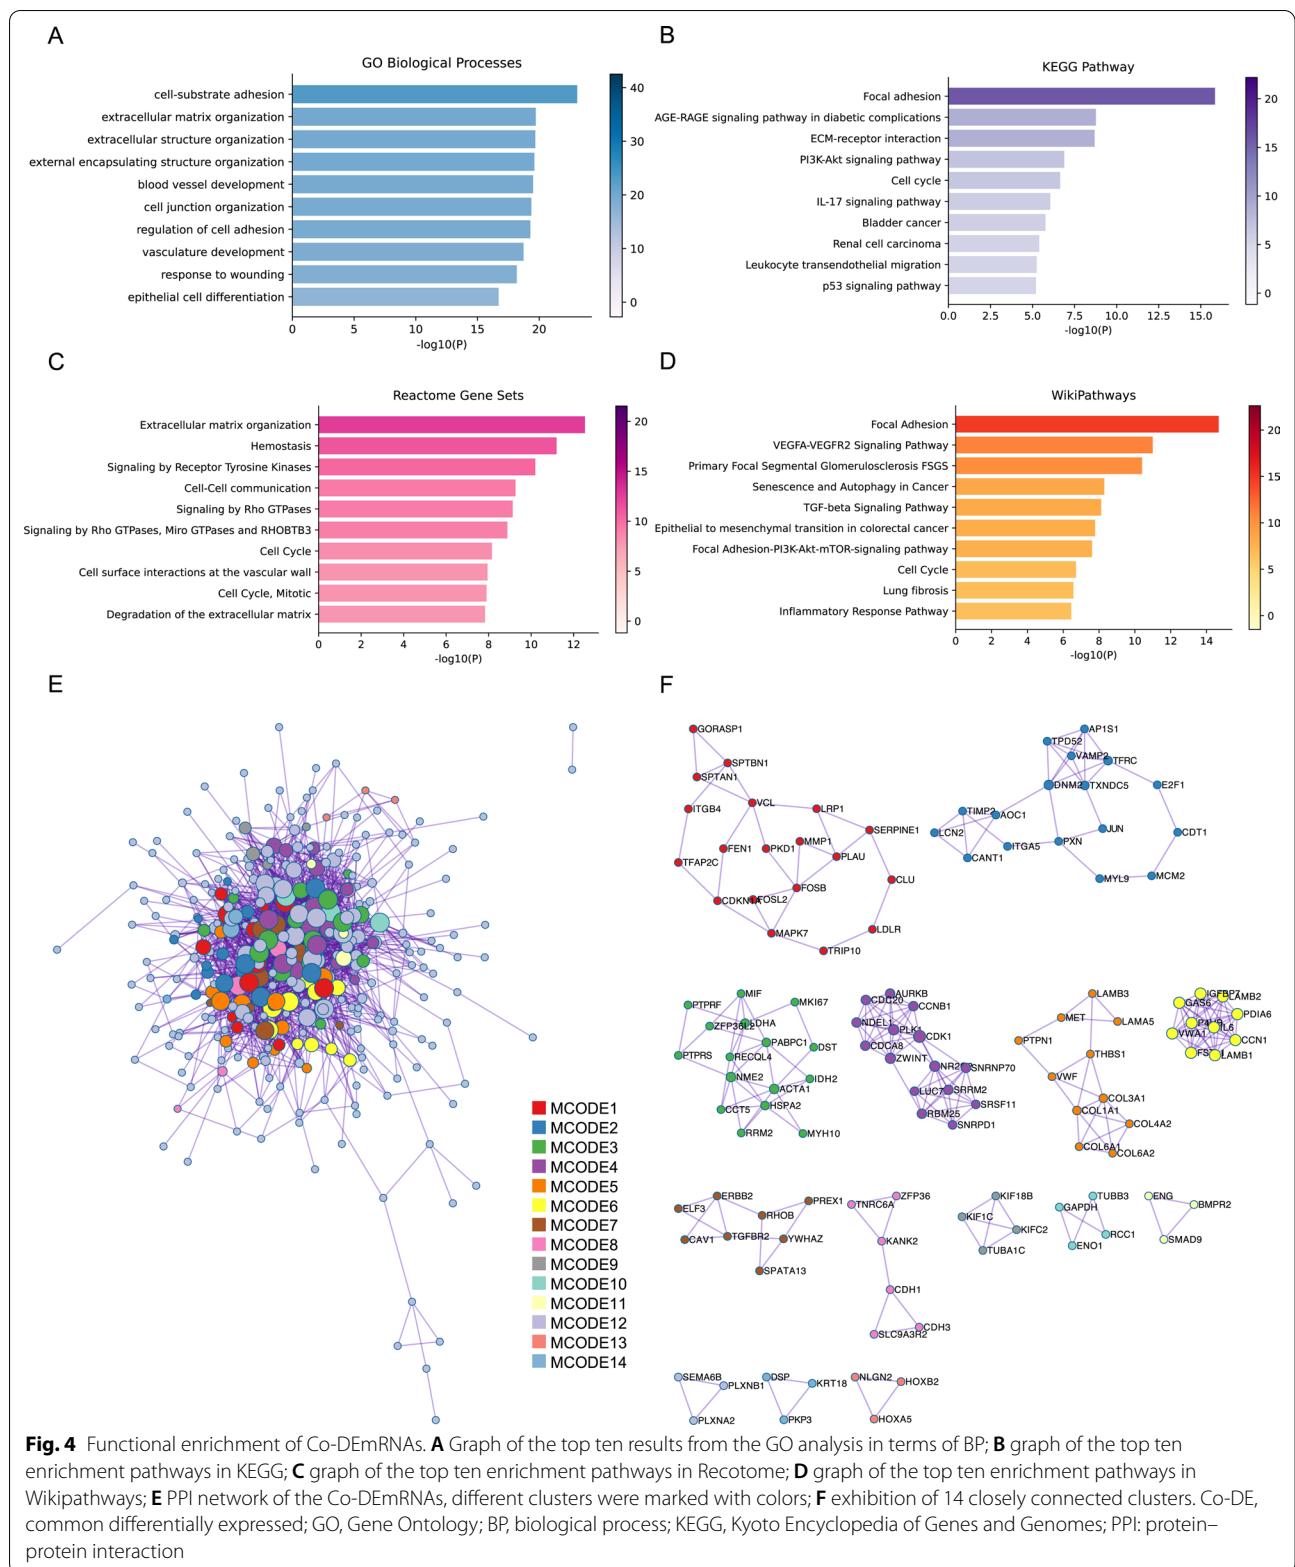 A
GO Biological Processes
cell-substrate adhesion
extracellular matrix organization
extracellular structure organization
external encapsulating structure organization
blood vessel development
cell junction organization
regulation of cell adhesion
vasculature development
response to wounding
epithelial cell differentiation
0 5 10 15 20
-log10(P)
40
30
20
10
0
B
KEGG Pathway
Focal adhesion
AGE-RAGE signaling pathway in diabetic complications
ECM-receptor interaction
PI3K-Akt signaling pathway
Cell cycle
IL-17 signaling pathway
Bladder cancer
Renal cell carcinoma
Leukocyte transendothelial migration
p53 signaling pathway
0.0 2.5 5.0 7.5 10.0 12.5 15.0
-log10(P)
20
15
10
5
0
C
Reactome Gene Sets
Extracellular matrix organization
Hemostasis
Signaling by Receptor Tyrosine Kinases
Cell-Cell communication
Signaling by Rho GTPases
Signaling by Rho GTPases, Miro GTPases and RHOBTB3
Cell Cycle
Cell surface interactions at the vascular wall
Cell Cycle, Mitotic
Degradation of the extracellular matrix
0 2 4 6 8 10 12
-log10(P)
20
15
10
5
0
D
WikiPathways
Focal Adhesion
VEGFA-VEGFR2 Signaling Pathway
Primary Focal Segmental Glomerulosclerosis FSGS
Senescence and Autophagy in Cancer
TGF-beta Signaling Pathway
Epithelial to mesenchymal transition in colorectal cancer
Focal Adhesion-PI3K-Akt-mTOR-signaling pathway
Cell Cycle
Lung fibrosis
Inflammatory Response Pathway
0 2 4 6 8 10 12 14
-log10(P)
20
15
10
5
0
E
MCODE1
MCODE2
MCODE3
MCODE4
MCODE5
MCODE6
MCODE7
MCODE8
MCODE9
MCODE10
MCODE11
MCODE12
MCODE13
MCODE14
F
GORASP1
SPTBN1
SPTAN1
ITGB4
VCL
LRP1
SERPINE1
MMP1
FEN1
PKD1
PLAU
TFAP2C
CLU
FOSB
CDKN1A
FOSL2
MAPK7
LDLR
TRIP10
AP1S1
TPD52
VAMP2
TFRC
DNM2
TXNDC5
E2F1
TIMP2
AOC1
LCN2
JUN
CDT1
ITGA5
PXN
CANT1
MYL9
MCM2
MIF
PTPRF
MKI67
ZFP36L2
LDHA
PABPC1
DST
PTPRS
RECQL4
NME2
IDH2
ACTA1
CCT5
HSPA2
RRM2
MYH10
AURKB
CDC20
CCNB1
NDEL1
PLK1
CDK1
CDCA8
ZWINT
SNRNP70
SRRM2
SRSF11
RBM25
SNRPD1
LAMB3
MET
LAMA5
PTPN1
THBS1
VWF
COL3A1
COL1A1
COL4A2
COL6A1
COL6A2
IGFBP7
GAS6
LAMB2
PDIA6
IL6
VWA1
CCN1
LAMB1
ERBB2
ELF3
PREX1
RHOB
CAV1
TGFBR2
YWHAZ
SPATA13
ZFP36
TNRC6A
KANK2
CDH1
CDH3
SLC9A3R2
KIF18B
KIF1C
KIFC2
TUBA1C
TUBB3
GAPDH
RCC1
ENO1
ENG
BMPR2
SMAD9
SEMA6B
PLXNB1
PLXNA2
DSP
KRT18
PKP3
NLGN2
HOXB2
HOXA5
Fig. 4 Functional enrichment of Co-DEmRNAs. A Graph of the top ten results from the GO analysis in terms of BP; B graph of the top ten
enrichment pathways in KEGG; C graph of the top ten enrichment pathways in Recotome; D graph of the top ten enrichment pathways in
Wikipathways; E PPI network of the Co-DEmRNAs, different clusters were marked with colors; F exhibition of 14 closely connected clusters. Co-DE,
common differentially expressed; GO, Gene Ontology; BP, biological process; KEGG, Kyoto Encyclopedia of Genes and Genomes; PPI: protein–
protein interaction